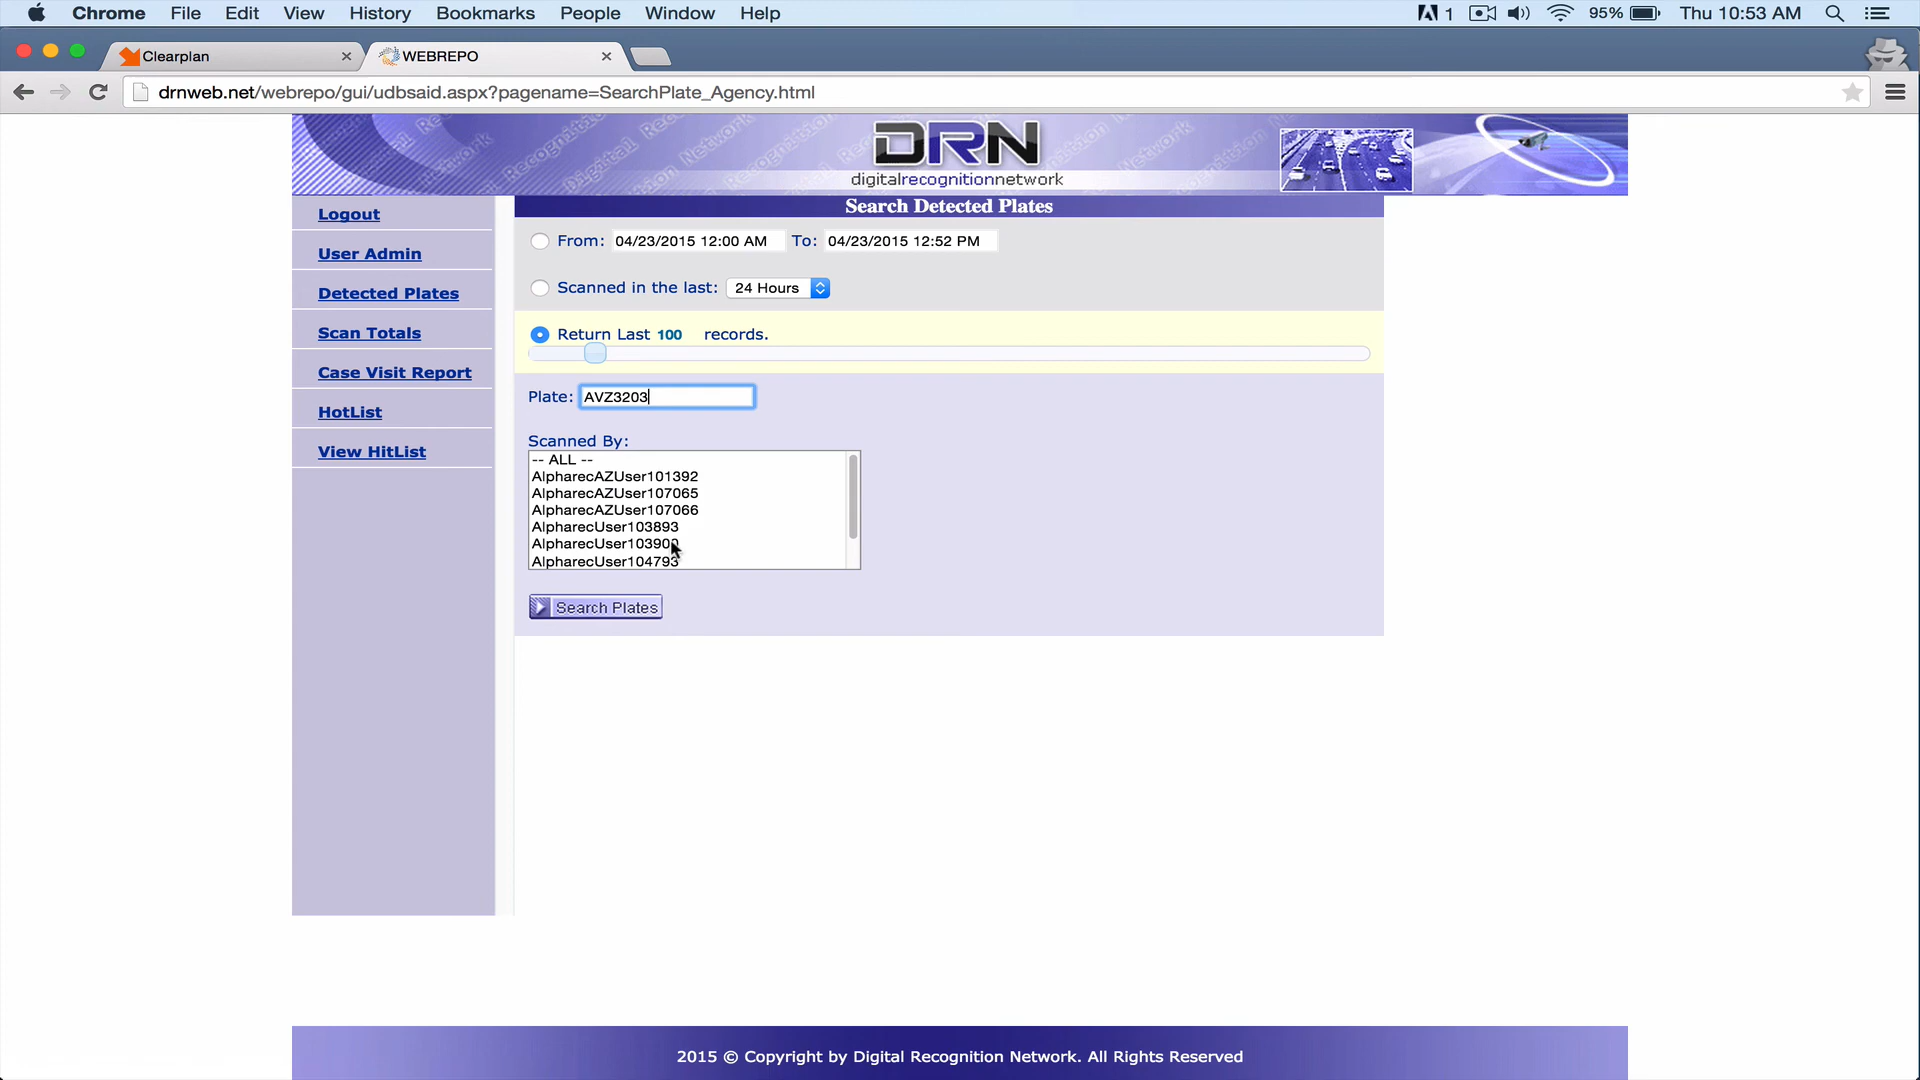 Chrome File Edit View History Bookmarks People Window Help 1 95% Thu 10:53 AM
Clearplan WEBREPO
drnweb.net/webrepo/gui/udbsaid.aspx?pagename=SearchPlate_Agency.html
DRN
digitalrecognitionnetwork
Search Detected Plates
Logout
User Admin
Detected Plates
Scan Totals
Case Visit Report
HotList
View HitList
From: 04/23/2015 12:00 AM To: 04/23/2015 12:52 PM
Scanned in the last: 24 Hours
Return Last 100 records.
Plate: AVZ3203
Scanned By:
-- ALL --
AlpharecAZUser101392
AlpharecAZUser107065
AlpharecAZUser107066
AlpharecUser103893
AlpharecUser103900
AlpharecUser104793
Search Plates
2015 © Copyright by Digital Recognition Network. All Rights Reserved